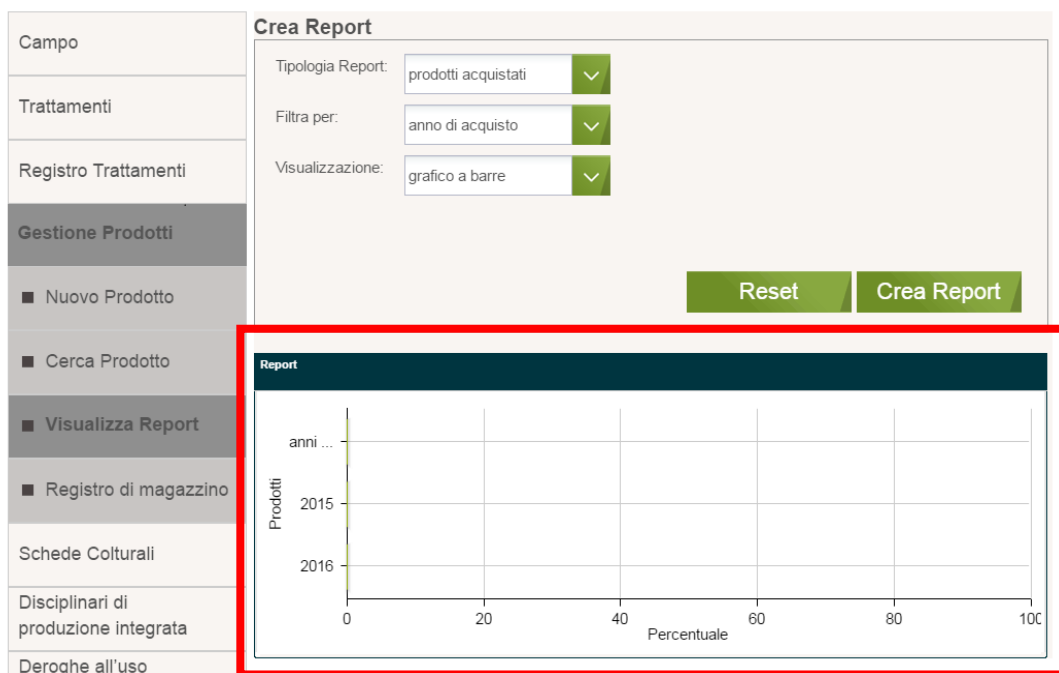 Campo
Trattamenti
Registro Trattamenti
Gestione Prodotti
Nuovo Prodotto
Cerca Prodotto
Visualizza Report
Registro di magazzino
Schede Colturali
Disciplinari di
produzione integrata
Deroghe all'uso
Crea Report
Tipologia Report: prodotti acquistati
Filtra per: anno di acquisto
Visualizzazione: grafico a barre
Reset Crea Report
Report
Prodotti
anni ...
2015
2016
0 20 40 60 80 100
Percentuale